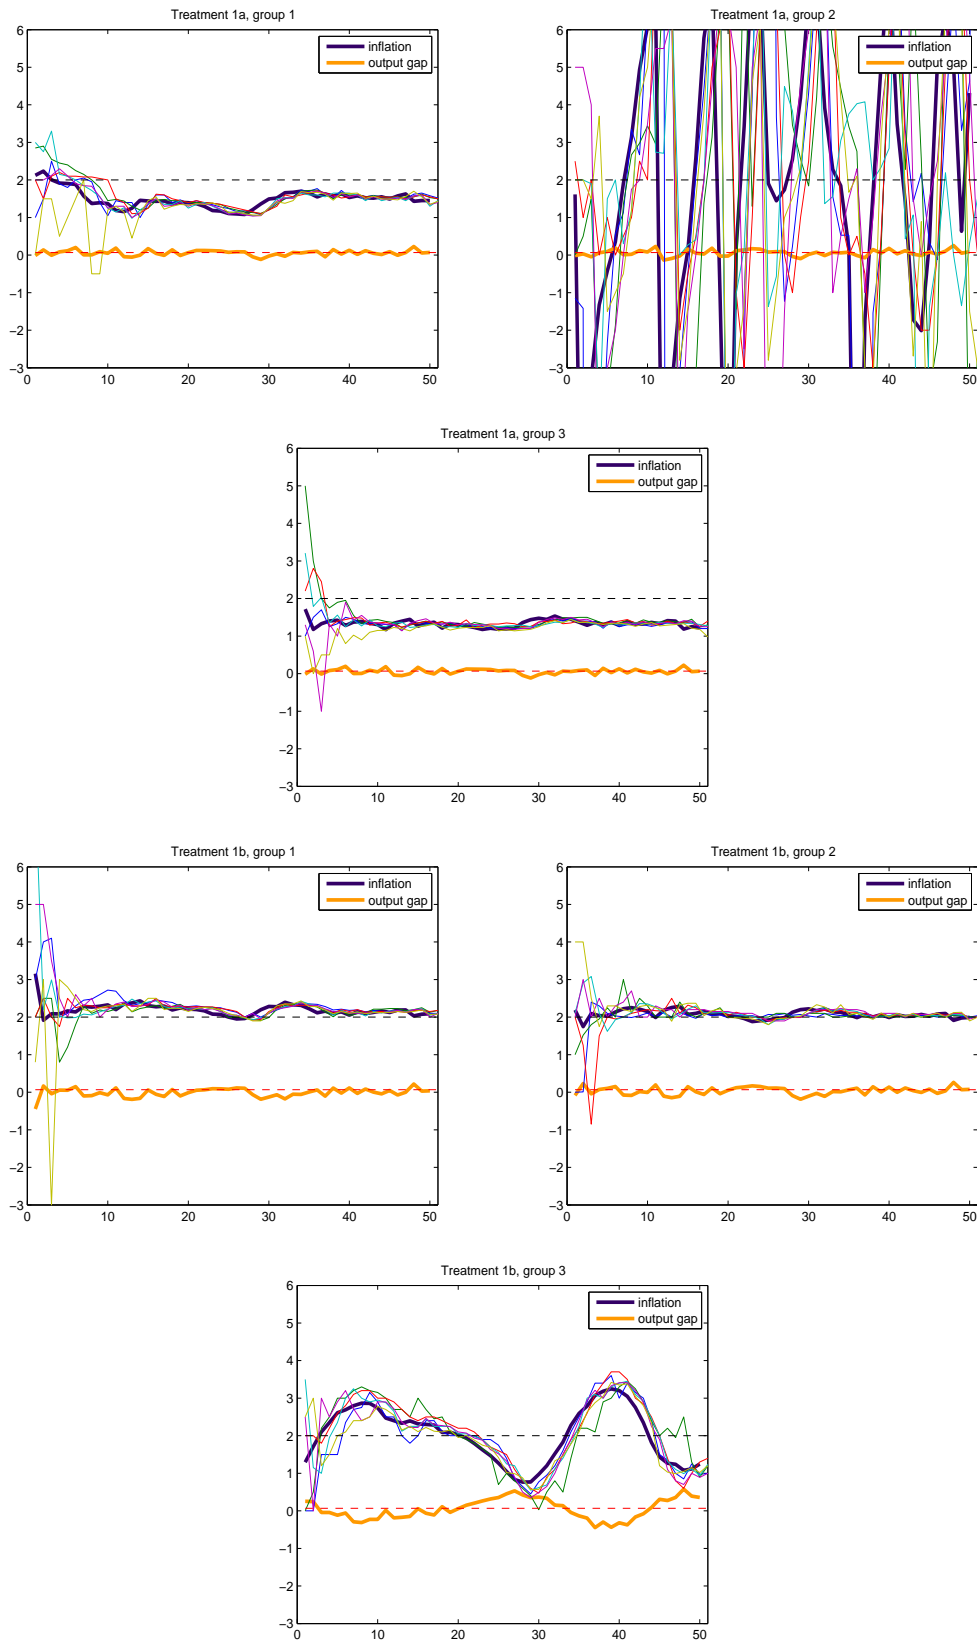 Treatment 1a, group 1
6
5
4
3
2
1
0
−1
−2
−3
0 10 20 30 40 50
inflation
output gap
Treatment 1a, group 2
6
5
4
3
2
1
0
−1
−2
−3
0 10 20 30 40 50
inflation
output gap
Treatment 1a, group 3
6
5
4
3
2
1
0
−1
−2
−3
0 10 20 30 40 50
inflation
output gap
Treatment 1b, group 1
6
5
4
3
2
1
0
−1
−2
−3
0 10 20 30 40 50
inflation
output gap
Treatment 1b, group 2
6
5
4
3
2
1
0
−1
−2
−3
0 10 20 30 40 50
inflation
output gap
Treatment 1b, group 3
6
5
4
3
2
1
0
−1
−2
−3
0 10 20 30 40 50
inflation
output gap